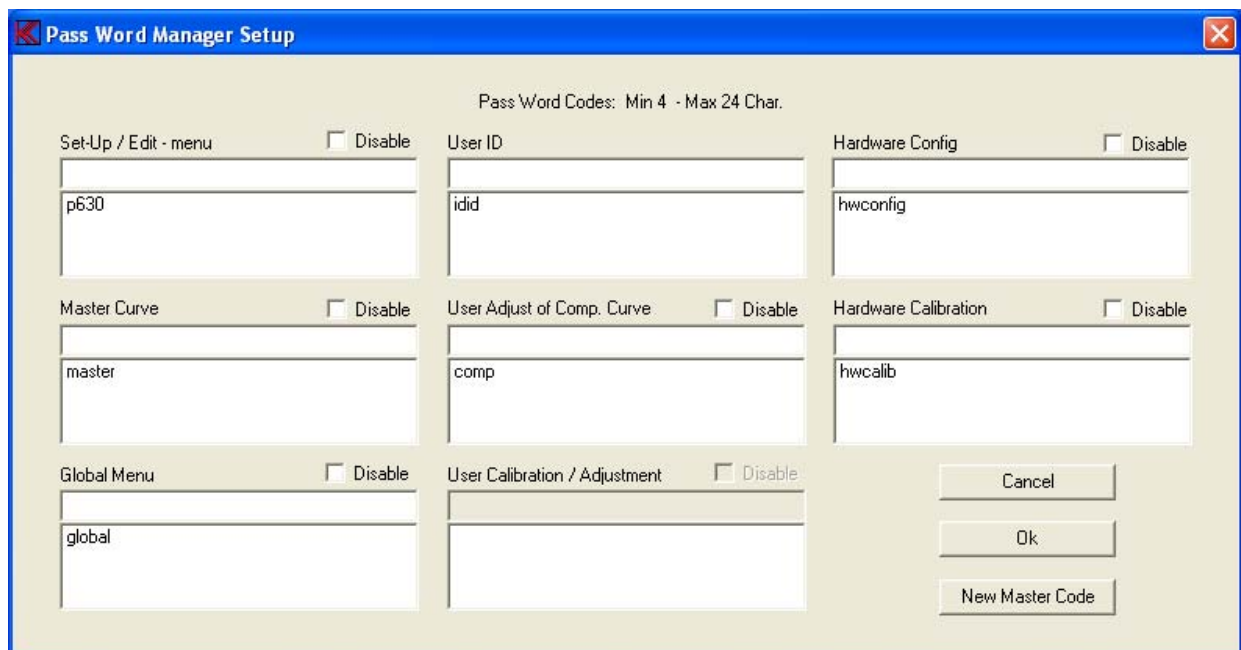 Pass Word Manager Setup
Pass Word Codes: Min 4 - Max 24 Char.
Set-Up / Edit - menu
Disable
p630
User ID
idid
Hardware Config
Disable
hwconfig
Master Curve
Disable
master
User Adjust of Comp. Curve
Disable
comp
Hardware Calibration
Disable
hwcalib
Global Menu
Disable
global
User Calibration / Adjustment
Disable
Cancel
Ok
New Master Code